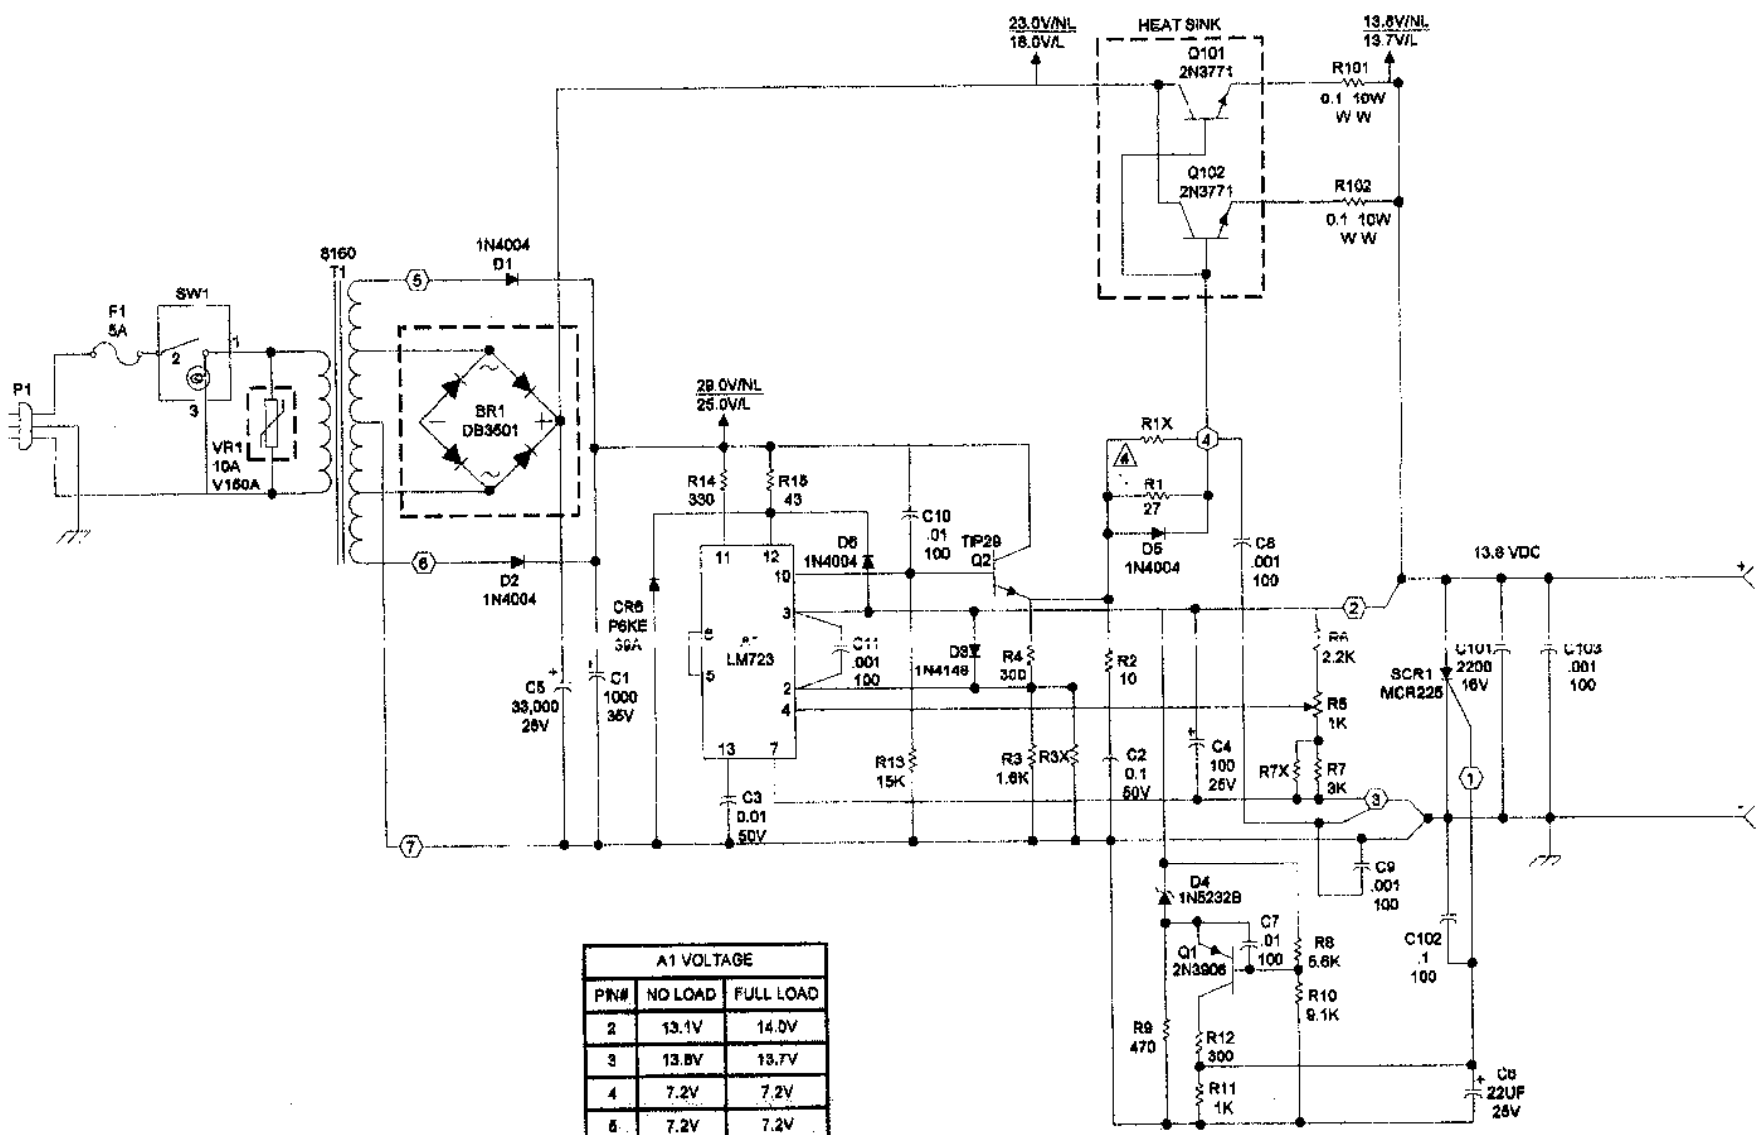 23.0V/NL
18.0V/L
HEAT SINK
13.8V/NL
13.7V/L
Q101
2N3771
R101
0.1 10W
W W
Q102
2N3771
R102
0.1 10W
W W
8160
T1
1N4004
D1
5
SW1
F1
5A
1
2
3
P1
VR1
10A
V150A
BR1
DB3501
+
-
29.0V/NL
25.0V/L
R1X
4
4
R1
27
D5
1N4004
R14
330
R15
43
C10
.01
100
TIP29
Q2
C8
.001
100
13.8 VDC
+
6
D2
1N4004
11
12
D6
1N4004
10
3
CR6
P6KE
39A
6
5
LM723
C11
.001
100
D3
1N4148
R4
300
R2
10
2
R6
2.2K
C101
2200
16V
C103
.001
100
SCR1
MCR225
2
4
R5
1K
C5
33,000
25V
+
C1
1000
35V
+
13
7
R13
15K
R3
1.6K
R3X
C2
0.1
50V
+
C4
100
25V
R7X
R7
3K
1
C3
0.01
50V
3
-
7
C9
.001
100
D4
1N5232B
C7
.01
100
Q1
2N3906
R8
5.6K
C102
.1
100
R10
9.1K
R9
470
R12
300
R11
1K
+
C6
22UF
25V
A1 VOLTAGE
PIN# NO LOAD FULL LOAD
2 13.1V 14.0V
3 13.8V 13.7V
4 7.2V 7.2V
5 7.2V 7.2V